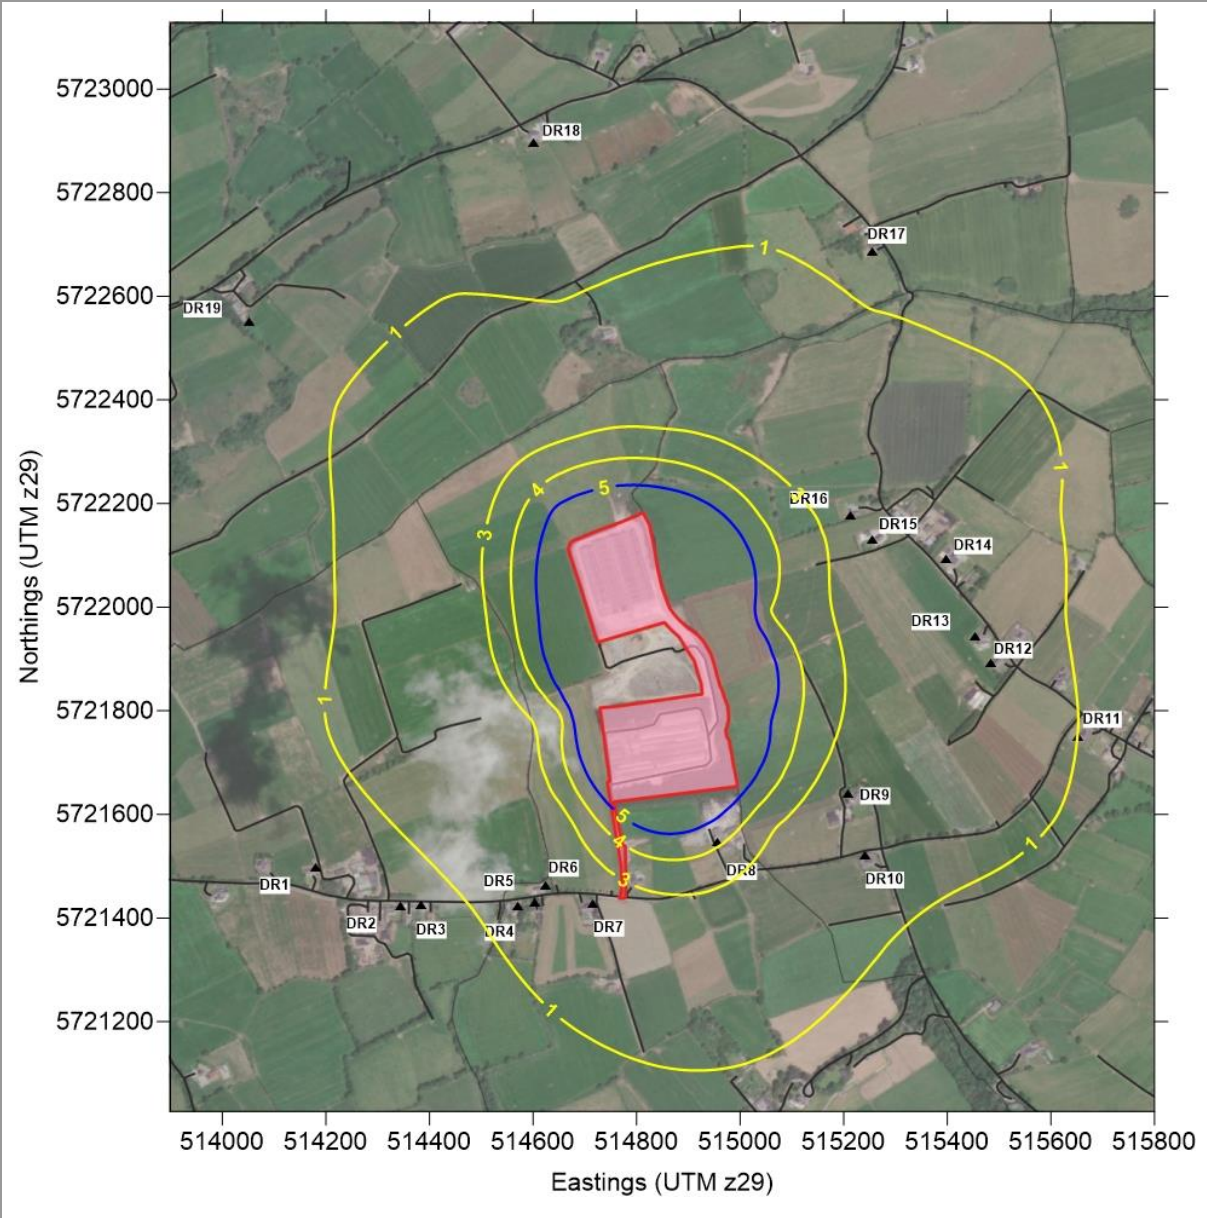 5723000
DR18
5722800
DR17
1
5722600
DR19
1
5722400
1
5
4
5722200
DR16
3
DR15
DR14
5722000
DR13
DR12
5721800
1
DR11
DR9
5721600
5
4
1
DR6
DR8
DR5
3
DR10
DR1
DR2
DR3
DR4
DR7
5721400
5721200
1
Northings (UTM z29)
514000 514200 514400 514600 514800 515000 515200 515400 515600 515800
Eastings (UTM z29)